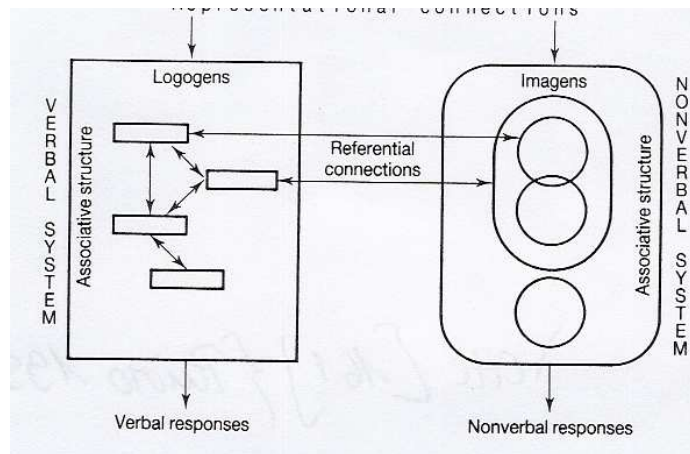 Representational connections
Logogens
Imagens
VERBAL SYSTEM
Associative structure
Referential
connections
Associative structure
NONVERBAL SYSTEM
Verbal responses
Nonverbal responses